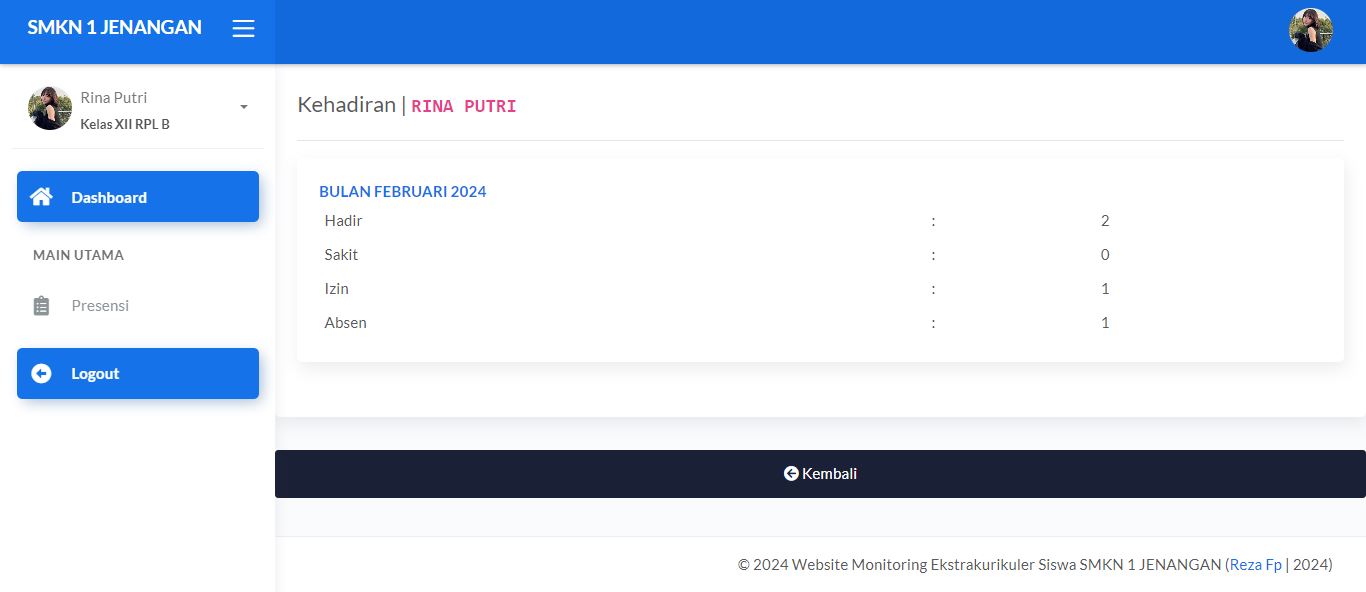 SMKN 1 JENANGAN
Rina Putri
Kelas XII RPL B
Dashboard
MAIN UTAMA
Presensi
Logout
Kehadiran | RINA PUTRI
BULAN FEBRUARI 2024
Hadir : 2
Sakit : 0
Izin : 1
Absen : 1
Kembali
© 2024 Website Monitoring Ekstrakurikuler Siswa SMKN 1 JENANGAN (Reza Fp | 2024)